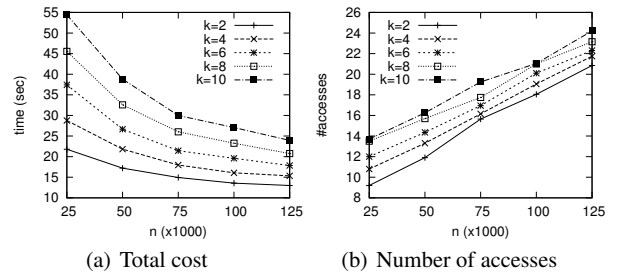 55
50
45
40
35
30
25
20
15
10
time (sec)
25 50 75 100 125
n (x1000)
k=2
k=4
k=6
k=8
k=10
(a) Total cost
26
24
22
20
18
16
14
12
10
8
#accesses
25 50 75 100 125
n (x1000)
k=2
k=4
k=6
k=8
k=10
(b) Number of accesses